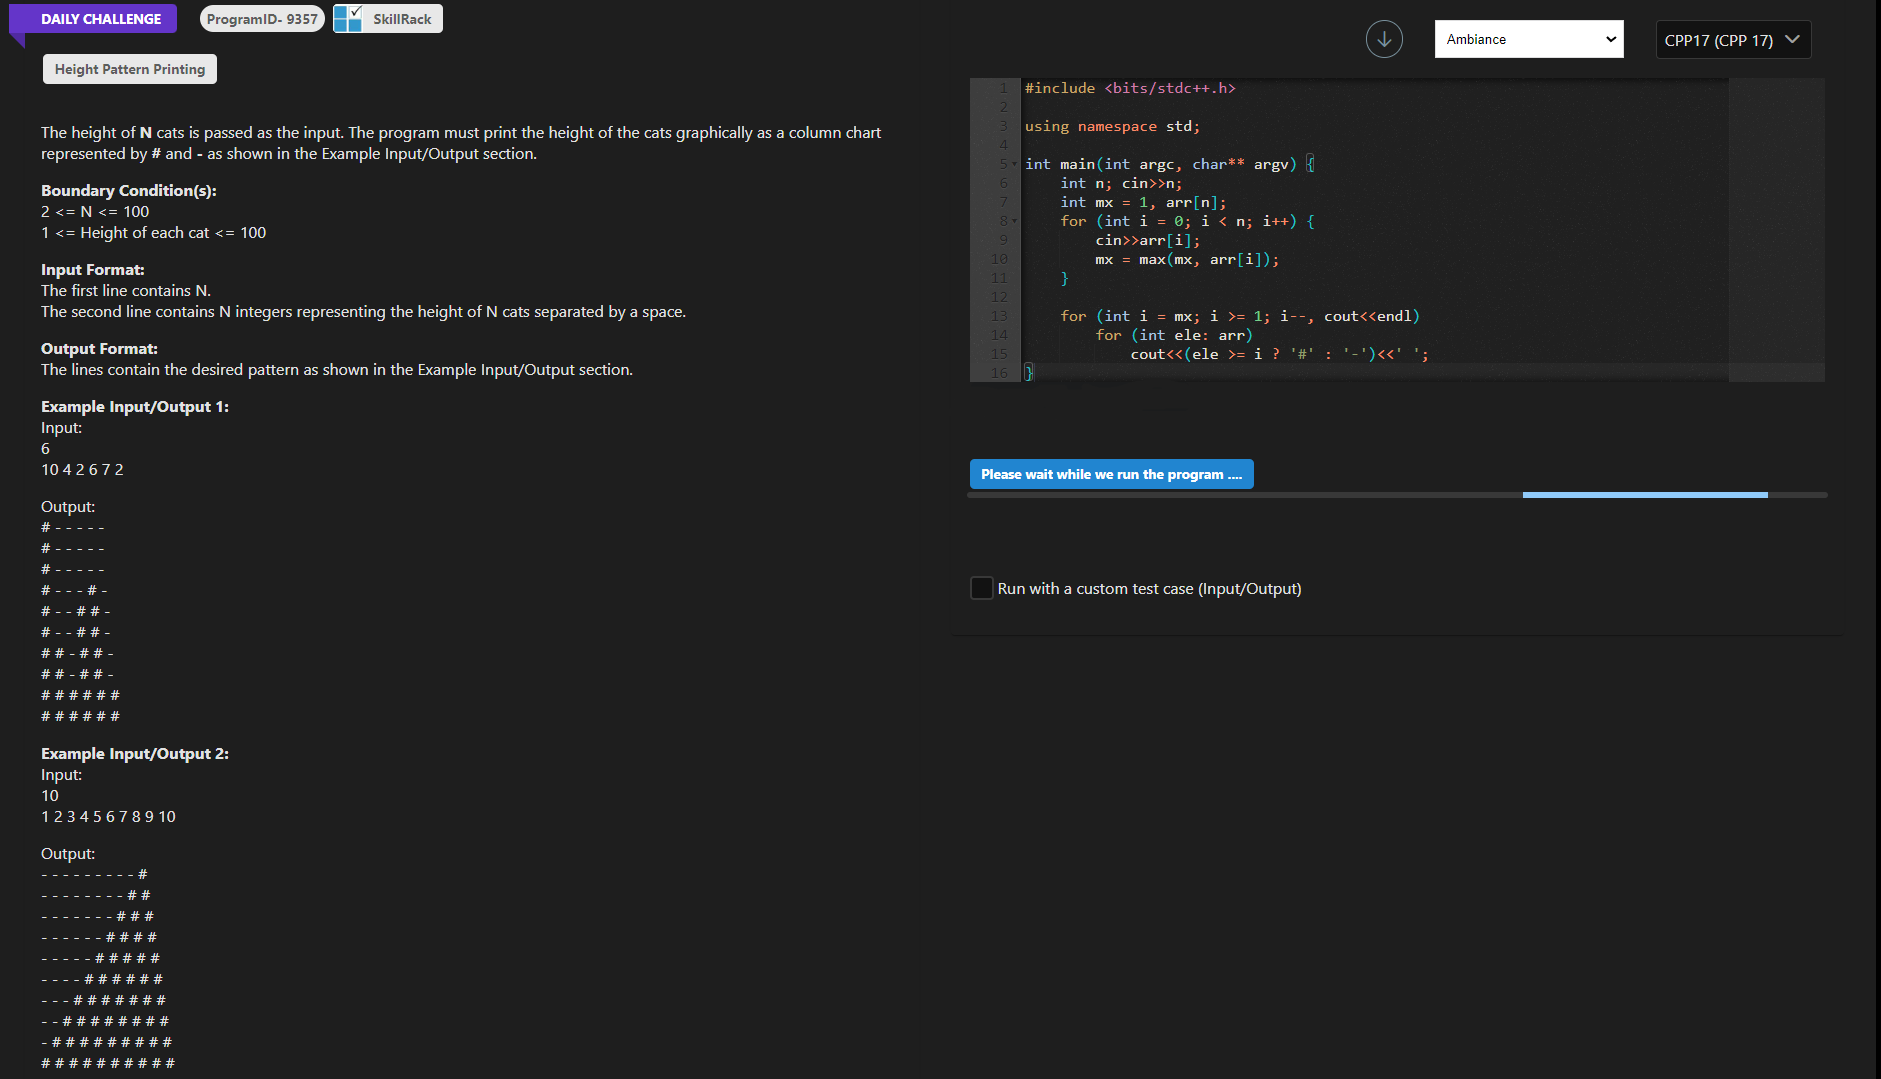 DAILY CHALLENGE
ProgramID- 9357
SkillRack
Height Pattern Printing
The height of N cats is passed as the input. The program must print the height of the cats graphically as a column chart
represented by # and - as shown in the Example Input/Output section.
Boundary Condition(s):
2 <= N <= 100
1 <= Height of each cat <= 100
Input Format:
The first line contains N.
The second line contains N integers representing the height of N cats separated by a space.
Output Format:
The lines contain the desired pattern as shown in the Example Input/Output section.
Example Input/Output 1:
Input:
6
10 4 2 6 7 2
Output:
# - - - - -
# - - - - -
# - - - - -
# - - - # -
# - - # # -
# - - # # -
# # - # # -
# # - # # -
# # # # # #
# # # # # #
Example Input/Output 2:
Input:
10
1 2 3 4 5 6 7 8 9 10
Output:
- - - - - - - - - #
- - - - - - - - # #
- - - - - - - # # #
- - - - - - # # # #
- - - - - # # # # #
- - - - # # # # # #
- - - # # # # # # #
- - # # # # # # # #
- # # # # # # # # #
# # # # # # # # # #
Ambiance
CPP17 (CPP 17)
1 #include <bits/stdc++.h>
2
3 using namespace std;
4
5 int main(int argc, char** argv) {
6     int n; cin>>n;
7     int mx = 1, arr[n];
8     for (int i = 0; i < n; i++) {
9         cin>>arr[i];
10         mx = max(mx, arr[i]);
11     }
12
13     for (int i = mx; i >= 1; i--, cout<<endl)
14         for (int ele: arr)
15             cout<<(ele >= i ? '#' : '-')<<' ';
16 }
Please wait while we run the program ....
Run with a custom test case (Input/Output)